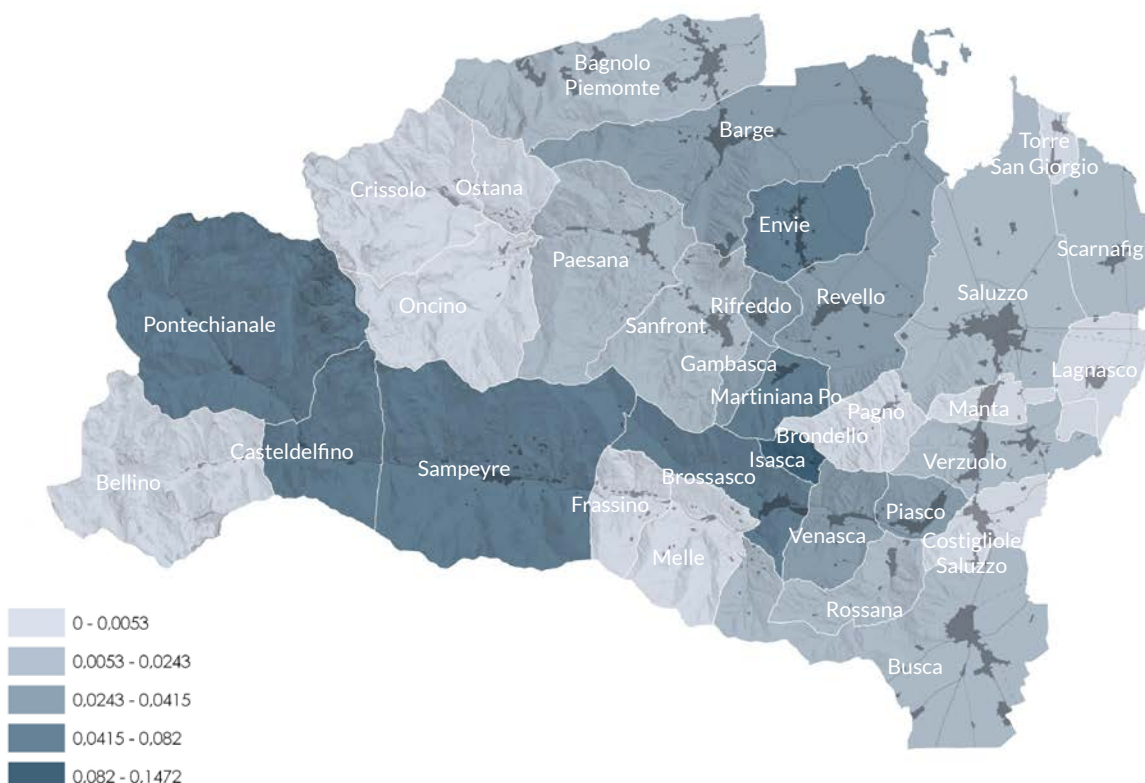 Bagnolo
Piemomte
Barge
Torre
San Giorgio
Crissolo
Ostana
Envie
Scarnafig
Paesana
Oncino
Rifreddo
Revello
Saluzzo
Pontechianale
Sanfront
Gambasca
Lagnasco
Martiniana Po
Pagno
Manta
Brondello
Casteldelfino
Isasca
Verzuolo
Sampeyre
Brossasco
Bellino
Frassino
Piasco
Venasca
Costigliole
Saluzzo
Melle
Rossana
Busca
0 - 0,0053
0,0053 - 0,0243
0,0243 - 0,0415
0,0415 - 0,082
0,082 - 0,1472